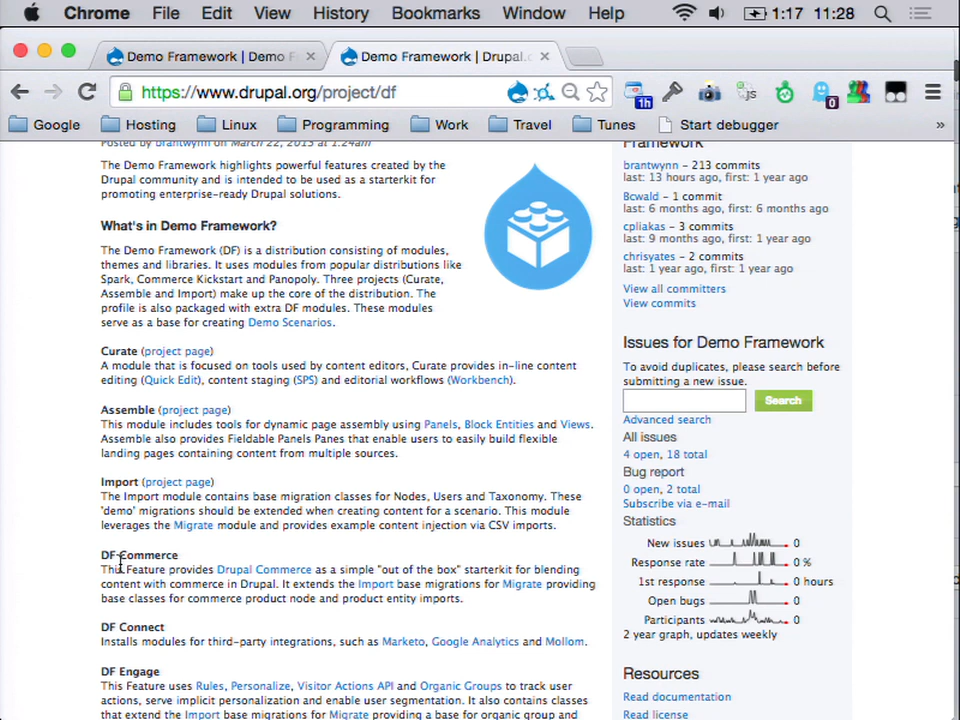 Chrome File Edit View History Bookmarks Window Help 1:17 11:28
Demo Framework | Demo F
Demo Framework | Drupal.o
https://www.drupal.org/project/df
1h
JS
0
Google Hosting Linux Programming Work Travel Tunes Start debugger »
Posted by brantwynn on March 22, 2013 at 1:24am
The Demo Framework highlights powerful features created by the
Drupal community and is intended to be used as a starterkit for
promoting enterprise-ready Drupal solutions.
What's in Demo Framework?
The Demo Framework (DF) is a distribution consisting of modules,
themes and libraries. It uses modules from popular distributions like
Spark, Commerce Kickstart and Panopoly. Three projects (Curate,
Assemble and Import) make up the core of the distribution. The
profile is also packaged with extra DF modules. These modules
serve as a base for creating Demo Scenarios.
Curate (project page)
A module that is focused on tools used by content editors, Curate provides in-line content
editing (Quick Edit), content staging (SPS) and editorial workflows (Workbench).
Assemble (project page)
This module includes tools for dynamic page assembly using Panels, Block Entities and Views.
Assemble also provides Fieldable Panels Panes that enable users to easily build flexible
landing pages containing content from multiple sources.
Import (project page)
The Import module contains base migration classes for Nodes, Users and Taxonomy. These
'demo' migrations should be extended when creating content for a scenario. This module
leverages the Migrate module and provides example content injection via CSV imports.
DF Commerce
This Feature provides Drupal Commerce as a simple "out of the box" starterkit for blending
content with commerce in Drupal. It extends the Import base migrations for Migrate providing
base classes for commerce product node and product entity imports.
DF Connect
Installs modules for third-party integrations, such as Marketo, Google Analytics and Mollom.
DF Engage
This Feature uses Rules, Personalize, Visitor Actions API and Organic Groups to track user
actions, serve implicit personalization and enable user segmentation. It also contains classes
that extend the Import base migrations for Migrate providing a base for organic group and
Framework
brantwynn – 213 commits
last: 13 hours ago, first: 1 year ago
Bcwald – 1 commit
last: 6 months ago, first: 6 months ago
cpliakas – 3 commits
last: 9 months ago, first: 1 year ago
chrisyates – 2 commits
last: 1 year ago, first: 1 year ago
View all committers
View commits
Issues for Demo Framework
To avoid duplicates, please search before
submitting a new issue.
Search
Advanced search
All issues
4 open, 18 total
Bug report
0 open, 2 total
Subscribe via e-mail
Statistics
New issues 0
Response rate 0 %
1st response 0 hours
Open bugs 0
Participants 0
2 year graph, updates weekly
Resources
Read documentation
Read license